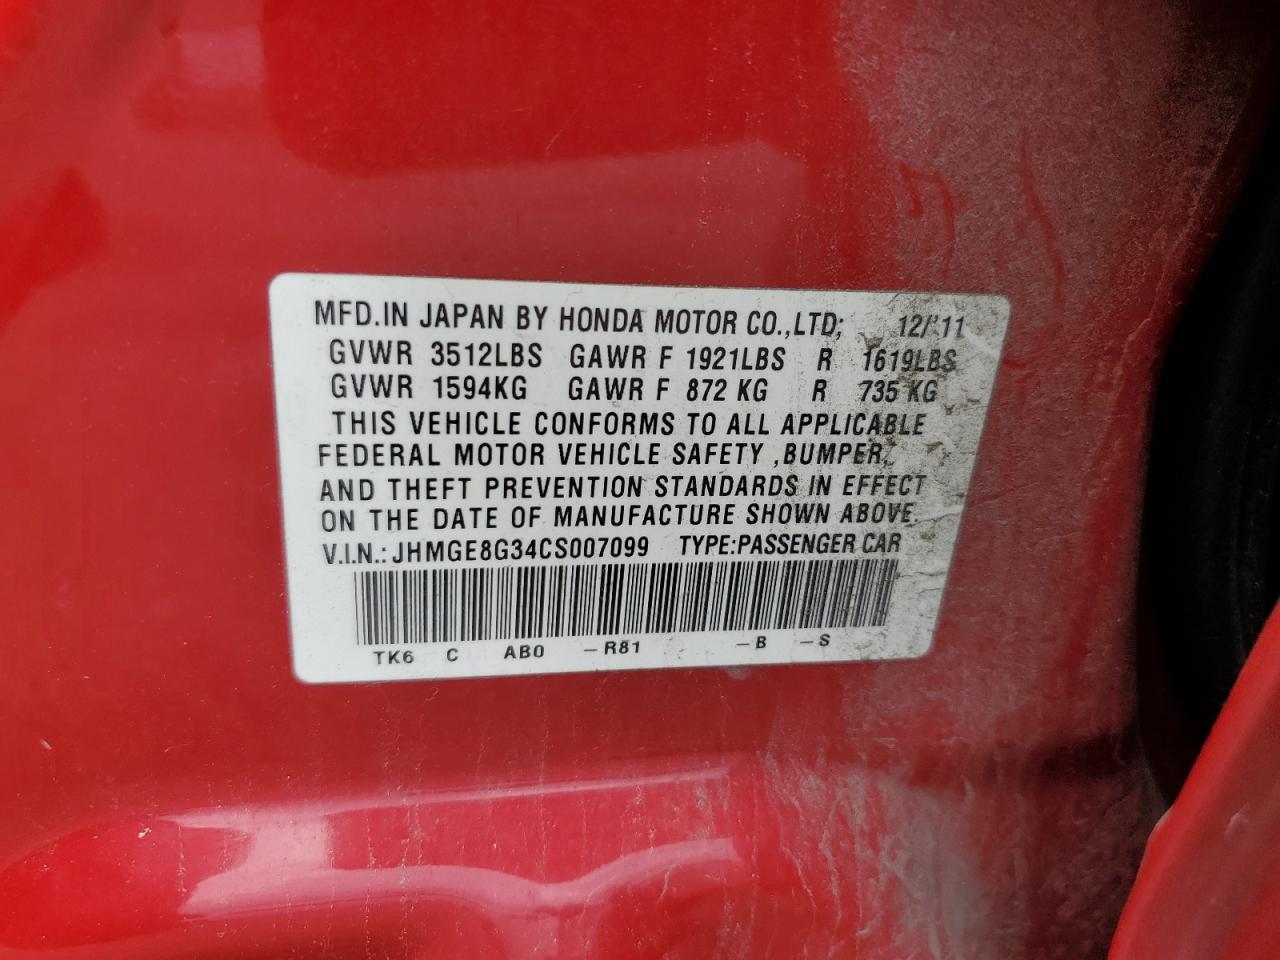 MFD.IN JAPAN BY HONDA MOTOR CO.,LTD; 12/'11
GVWR 3512LBS GAWR F 1921LBS R 1619LBS
GVWR 1594KG GAWR F 872 KG R 735 KG
THIS VEHICLE CONFORMS TO ALL APPLICABLE
FEDERAL MOTOR VEHICLE SAFETY ,BUMPER,
AND THEFT PREVENTION STANDARDS IN EFFECT
ON THE DATE OF MANUFACTURE SHOWN ABOVE.
V.I.N.: JHMGE8G34CS007099 TYPE:PASSENGER CAR
TK6 C AB0 -R81 -B -S